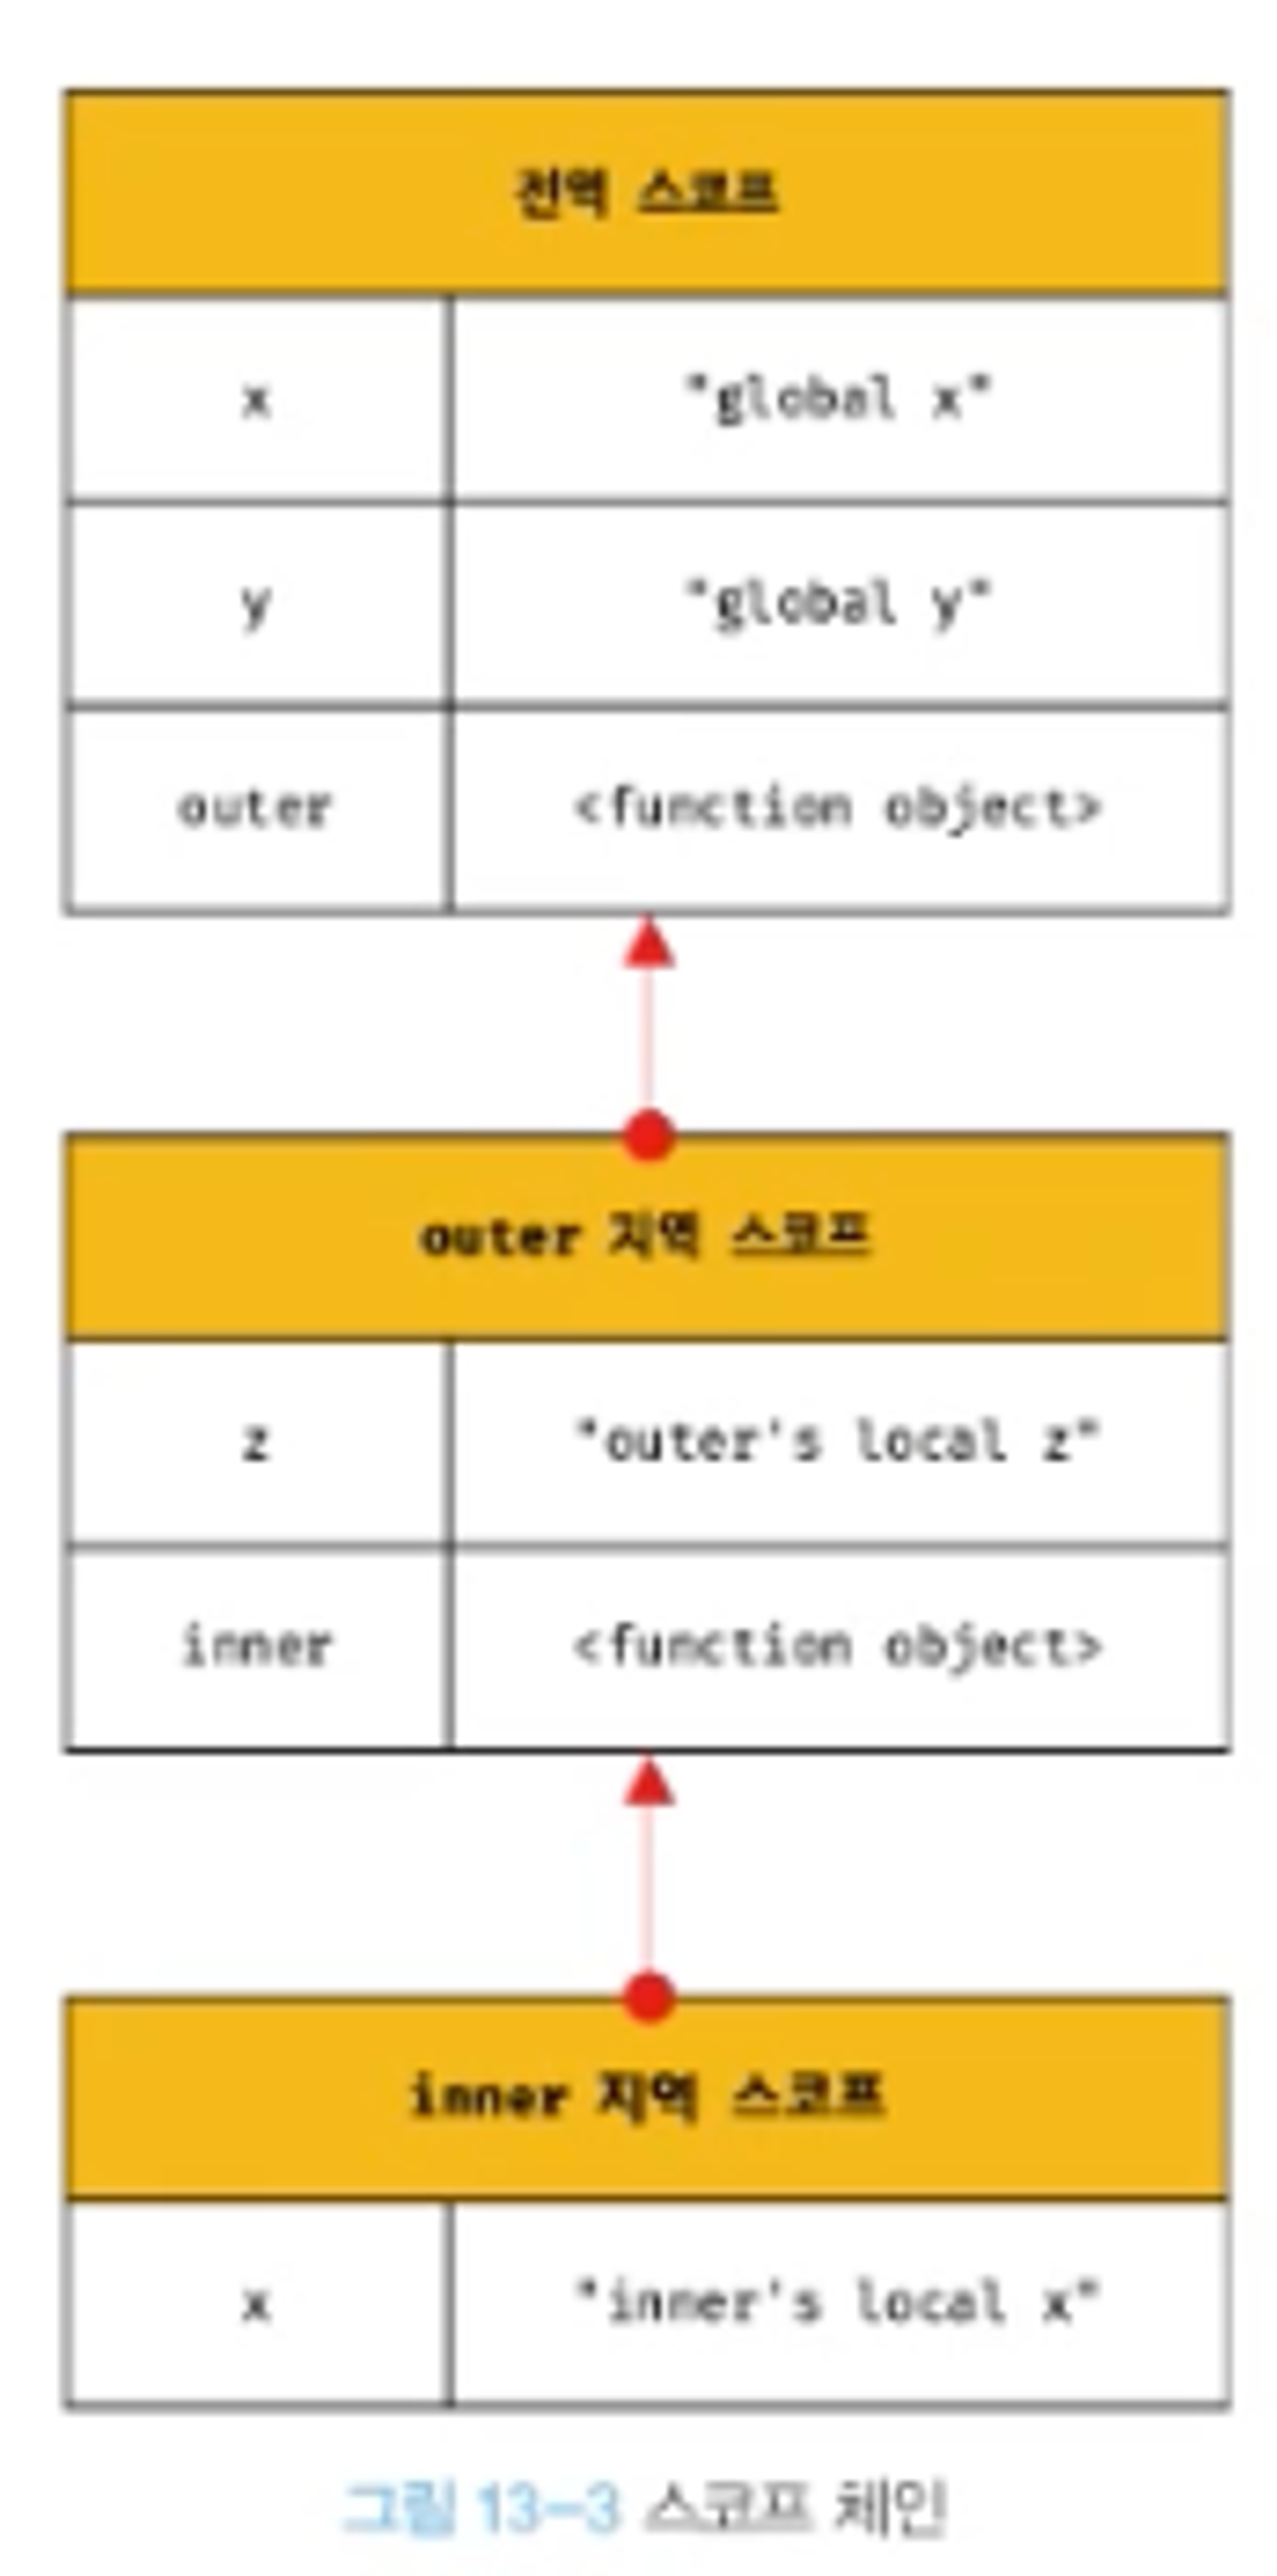 전역 스코프
x "global x"
y "global y"
outer <function object>
outer 지역 스코프
z "outer's local z"
inner <function object>
inner 지역 스코프
x "inner's local x"
그림 13-3 스코프 체인